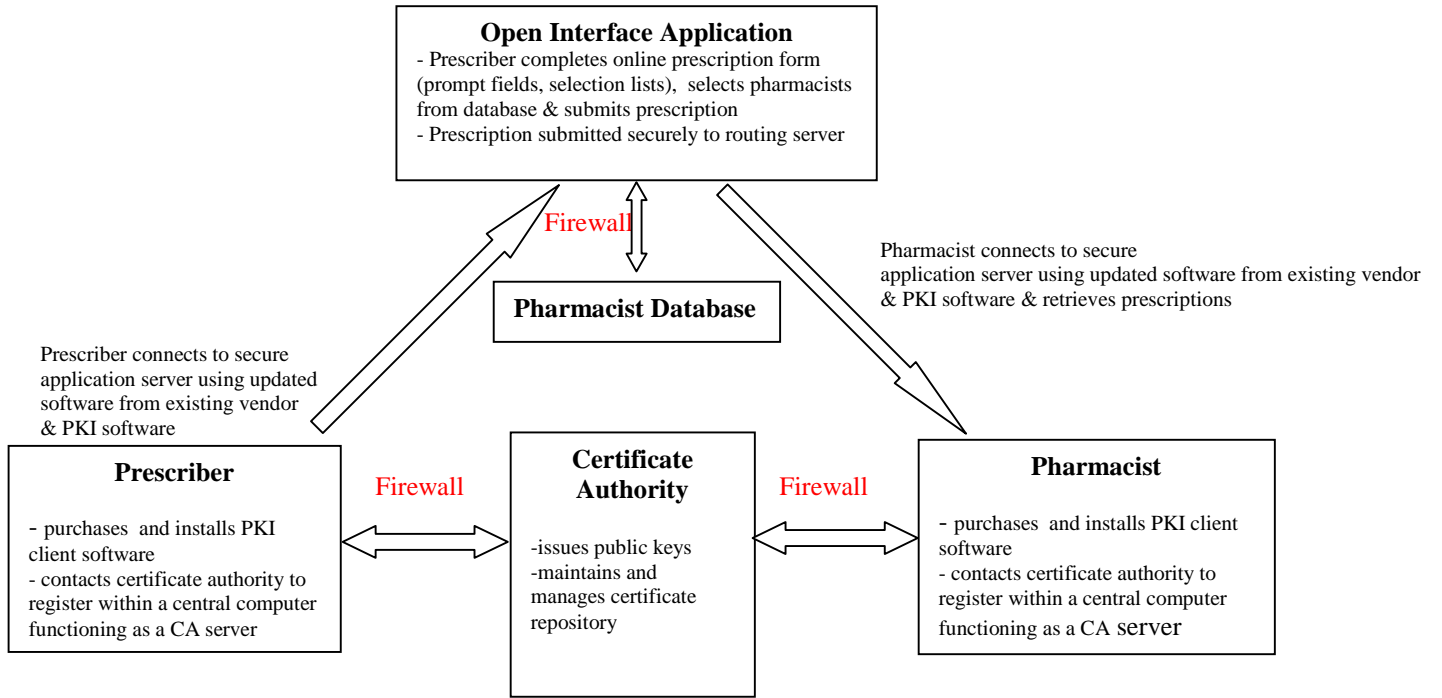 Open Interface Application
- Prescriber completes online prescription form
(prompt fields, selection lists), selects pharmacists
from database & submits prescription
- Prescription submitted securely to routing server
Firewall
Pharmacist connects to secure
application server using updated software from existing vendor
& PKI software & retrieves prescriptions
Pharmacist Database
Prescriber connects to secure
application server using updated
software from existing vendor
& PKI software
Prescriber
- purchases and installs PKI
client software
- contacts certificate authority to
register within a central computer
functioning as a CA server
Firewall
Certificate
Authority
-issues public keys
-maintains and
manages certificate
repository
Firewall
Pharmacist
- purchases and installs PKI client
software
- contacts certificate authority to
register within a central computer
functioning as a CA server